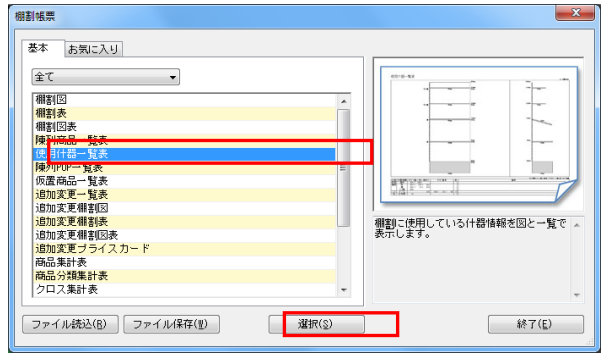 棚割帳票
基本
お気に入り
全て
棚割図
棚割表
棚割図表
陳列商品一覧表
使用什器一覧表
陳列POP一覧表
仮置商品一覧表
追加変更一覧表
追加変更棚割図
追加変更棚割表
追加変更棚割図表
追加変更プライスカード
商品集計表
商品分類集計表
クロス集計表
棚割に使用している什器情報を図と一覧で
表示します。
ファイル読込(R)
ファイル保存(W)
選択(S)
終了(E)